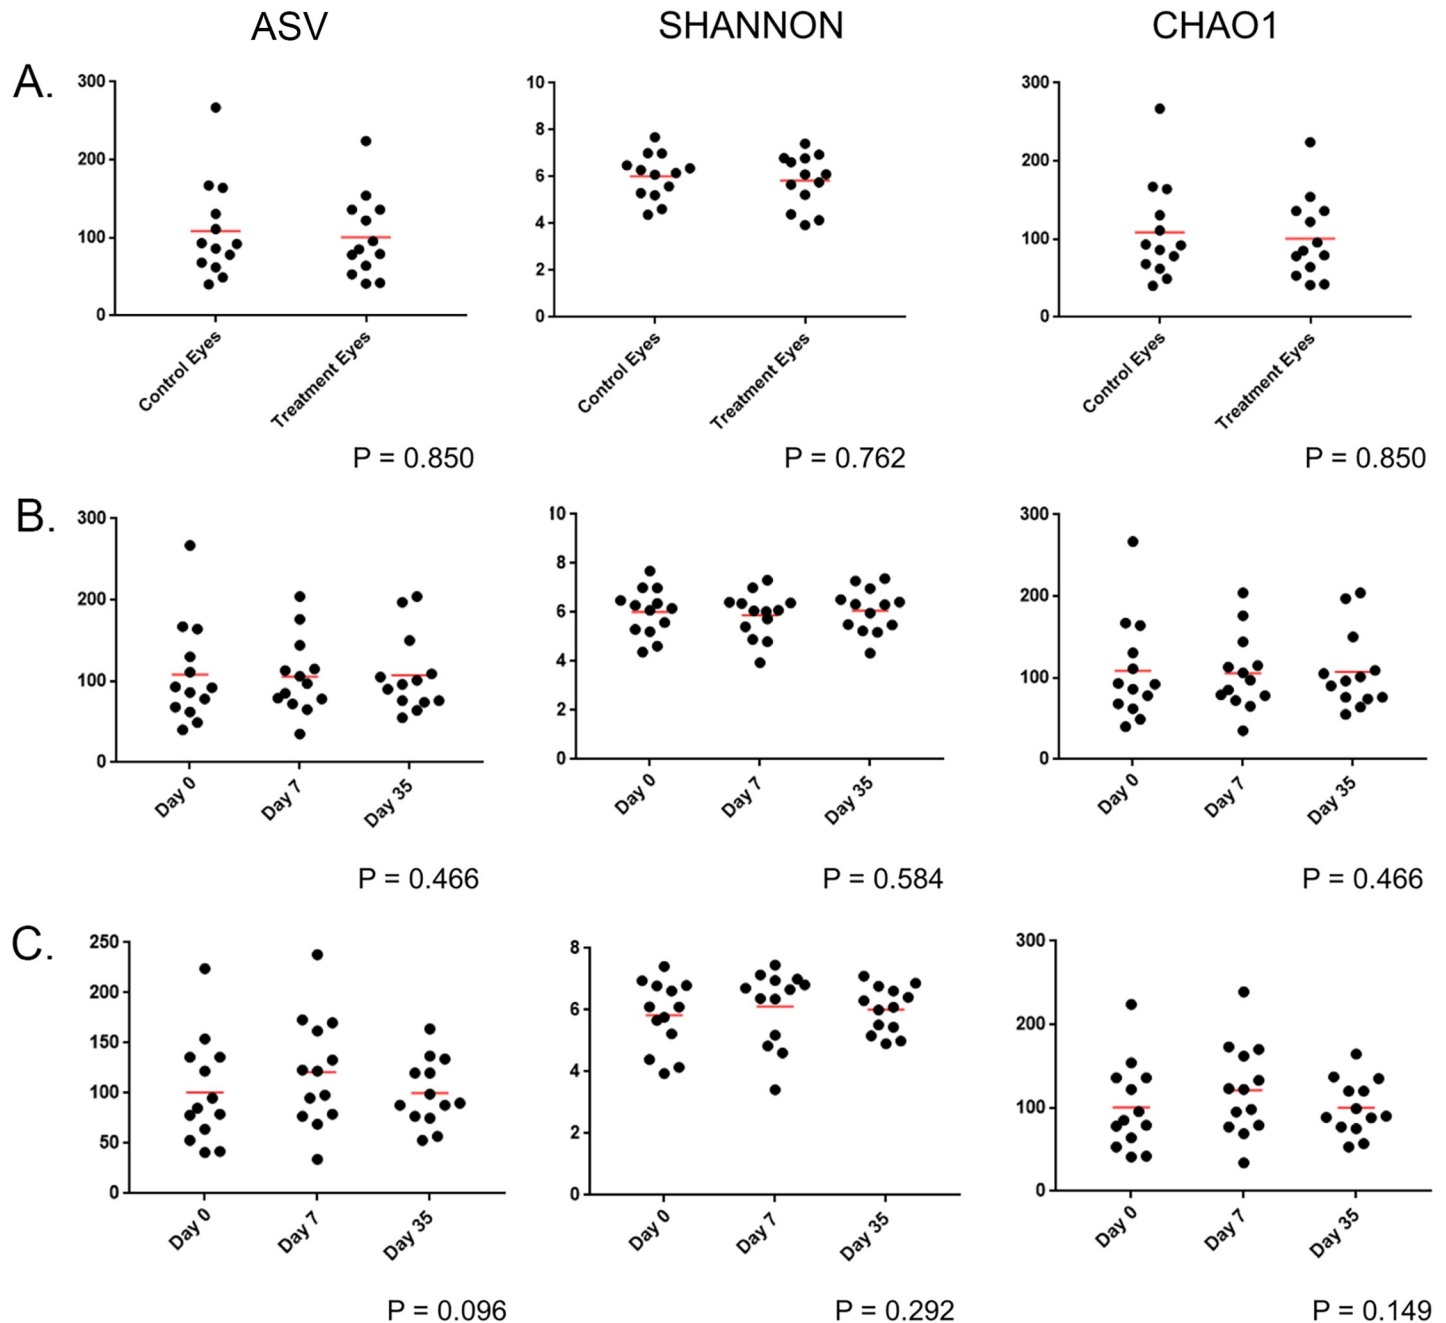 ASV SHANNON CHAO1
A.
300 10 300
8
200 6 200
100 4 100
2
0 0 0
Control Eyes Treatment Eyes Control Eyes Treatment Eyes Control Eyes Treatment Eyes
P = 0.850 P = 0.762 P = 0.850
B.
300 10 300
8
200 6 200
100 4 100
2
0 0 0
Day 0 Day 7 Day 35 Day 0 Day 7 Day 35 Day 0 Day 7 Day 35
P = 0.466 P = 0.584 P = 0.466
C.
250 8 300
200 6 200
150
100 4 100
50 2
0 0 0
Day 0 Day 7 Day 35 Day 0 Day 7 Day 35 Day 0 Day 7 Day 35
P = 0.096 P = 0.292 P = 0.149